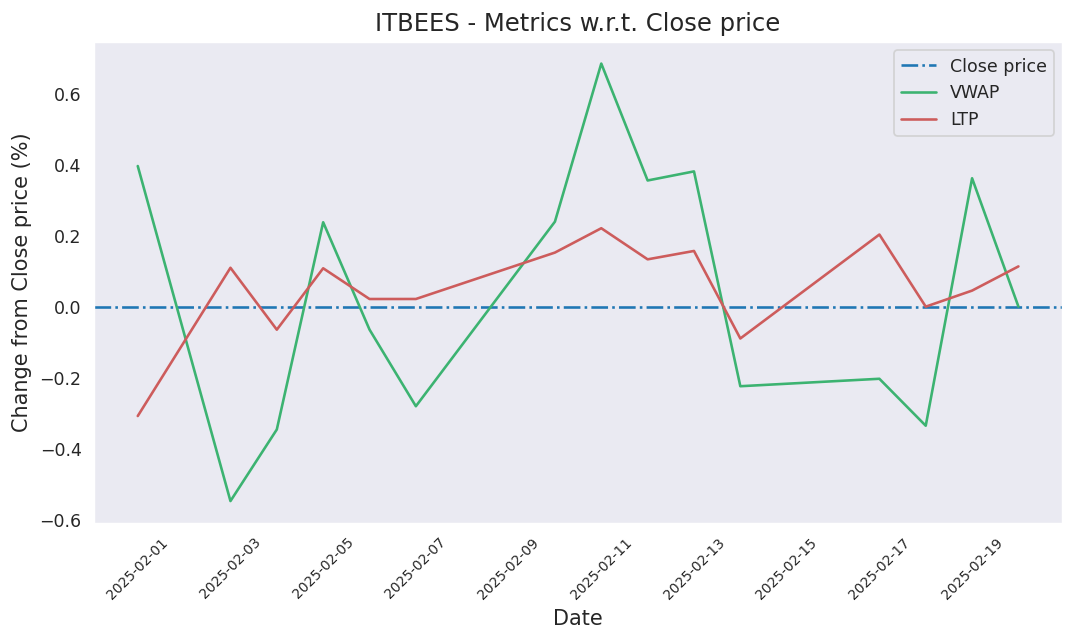 ITBEES - Metrics w.r.t. Close price
Close price
VWAP
LTP
Change from Close price (%)
0.6
0.4
0.2
0.0
−0.2
−0.4
−0.6
2025-02-01
2025-02-03
2025-02-05
2025-02-07
2025-02-09
2025-02-11
2025-02-13
2025-02-15
2025-02-17
2025-02-19
Date